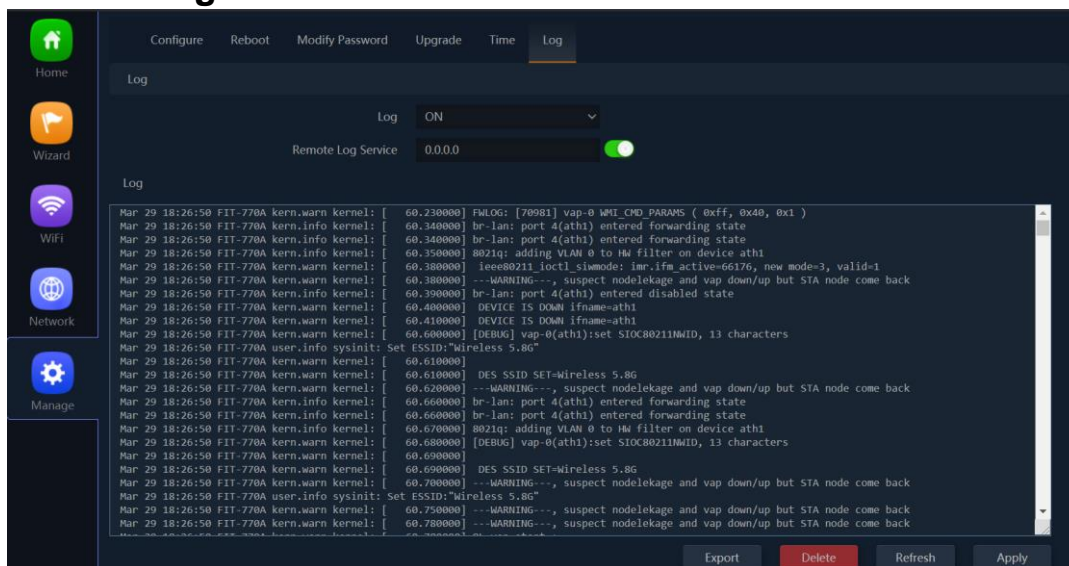 Configure Reboot Modify Password Upgrade Time Log
Home
Log
Wizard
Log ON
Remote Log Service 0.0.0.0
Log
WiFi
Network
Manage
Mar 29 18:26:50 FIT-770A kern.warn kernel: [ 60.230000] FWLOG: [70981] vap-0 WMI_CMD_PARAMS ( 0xff, 0x40, 0x1 )
Mar 29 18:26:50 FIT-770A kern.info kernel: [ 60.340000] br-lan: port 4(ath1) entered forwarding state
Mar 29 18:26:50 FIT-770A kern.info kernel: [ 60.340000] br-lan: port 4(ath1) entered forwarding state
Mar 29 18:26:50 FIT-770A kern.info kernel: [ 60.350000] 8021q: adding VLAN 0 to HW filter on device ath1
Mar 29 18:26:50 FIT-770A kern.warn kernel: [ 60.380000] ieee80211_ioctl_siwmode: imr.ifm_active=66176, new mode=3, valid=1
Mar 29 18:26:50 FIT-770A kern.warn kernel: [ 60.380000] ---WARNING---, suspect nodelekage and vap down/up but STA node come back
Mar 29 18:26:50 FIT-770A kern.info kernel: [ 60.390000] br-lan: port 4(ath1) entered disabled state
Mar 29 18:26:50 FIT-770A kern.warn kernel: [ 60.400000] DEVICE IS DOWN ifname=ath1
Mar 29 18:26:50 FIT-770A kern.warn kernel: [ 60.410000] DEVICE IS DOWN ifname=ath1
Mar 29 18:26:50 FIT-770A kern.warn kernel: [ 60.600000] [DEBUG] vap-0(ath1):set SIOC80211NWID, 13 characters
Mar 29 18:26:50 FIT-770A user.info sysinit: Set ESSID:"Wireless 5.8G"
Mar 29 18:26:50 FIT-770A kern.warn kernel: [ 60.610000]
Mar 29 18:26:50 FIT-770A kern.warn kernel: [ 60.610000] DES SSID SET=Wireless 5.8G
Mar 29 18:26:50 FIT-770A kern.warn kernel: [ 60.620000] ---WARNING---, suspect nodelekage and vap down/up but STA node come back
Mar 29 18:26:50 FIT-770A kern.info kernel: [ 60.660000] br-lan: port 4(ath1) entered forwarding state
Mar 29 18:26:50 FIT-770A kern.info kernel: [ 60.660000] br-lan: port 4(ath1) entered forwarding state
Mar 29 18:26:50 FIT-770A kern.info kernel: [ 60.670000] 8021q: adding VLAN 0 to HW filter on device ath1
Mar 29 18:26:50 FIT-770A kern.warn kernel: [ 60.680000] [DEBUG] vap-0(ath1):set SIOC80211NWID, 13 characters
Mar 29 18:26:50 FIT-770A kern.warn kernel: [ 60.690000]
Mar 29 18:26:50 FIT-770A kern.warn kernel: [ 60.690000] DES SSID SET=Wireless 5.8G
Mar 29 18:26:50 FIT-770A kern.warn kernel: [ 60.700000] ---WARNING---, suspect nodelekage and vap down/up but STA node come back
Mar 29 18:26:50 FIT-770A user.info sysinit: Set ESSID:"Wireless 5.8G"
Mar 29 18:26:50 FIT-770A kern.warn kernel: [ 60.750000] ---WARNING---, suspect nodelekage and vap down/up but STA node come back
Mar 29 18:26:50 FIT-770A kern.warn kernel: [ 60.780000] ---WARNING---, suspect nodelekage and vap down/up but STA node come back
Export Delete Refresh Apply